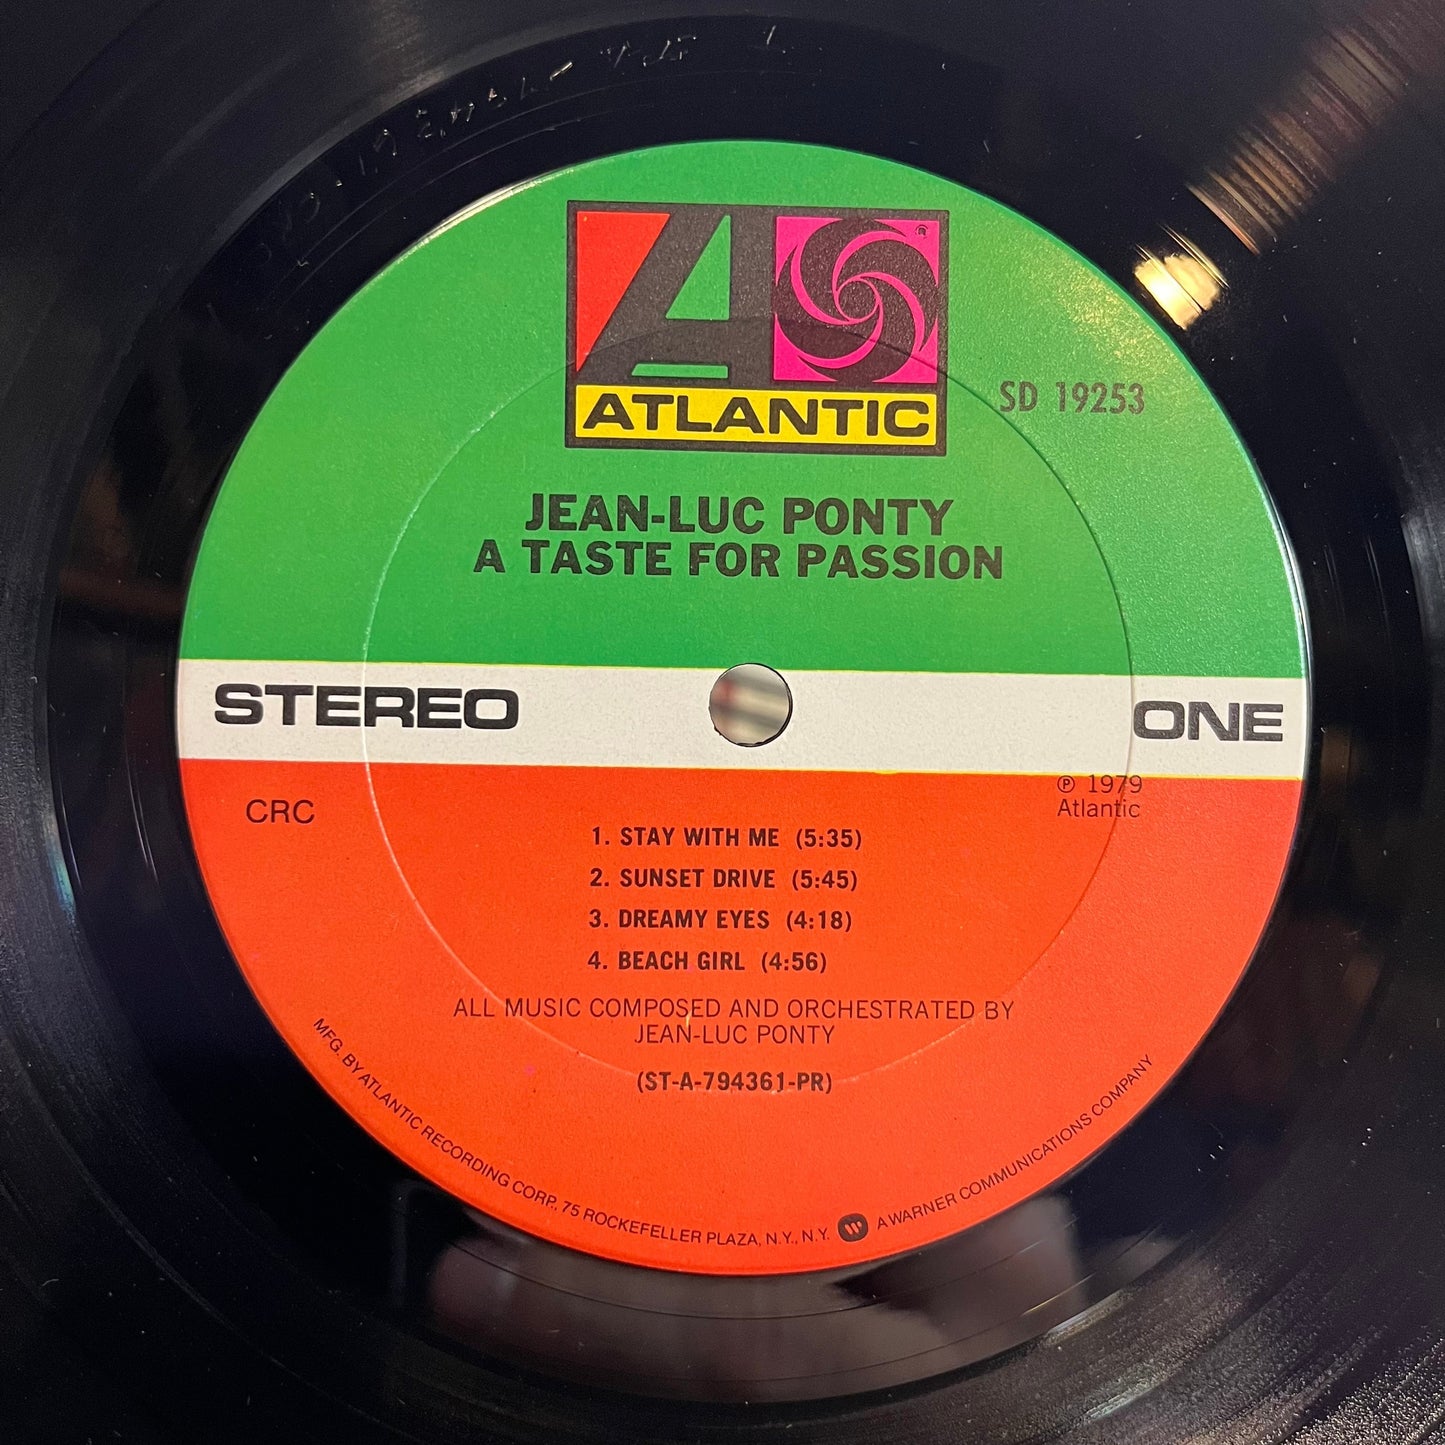 ATLANTIC
®
SD 19253
JEAN-LUC PONTY
A TASTE FOR PASSION
STEREO
ONE
℗ 1979
Atlantic
CRC
1. STAY WITH ME (5:35)
2. SUNSET DRIVE (5:45)
3. DREAMY EYES (4:18)
4. BEACH GIRL (4:56)
ALL MUSIC COMPOSED AND ORCHESTRATED BY
JEAN-LUC PONTY
(ST-A-794361-PR)
MFG. BY ATLANTIC RECORDING CORP., 75 ROCKEFELLER PLAZA, N.Y., N.Y. A WARNER COMMUNICATIONS COMPANY